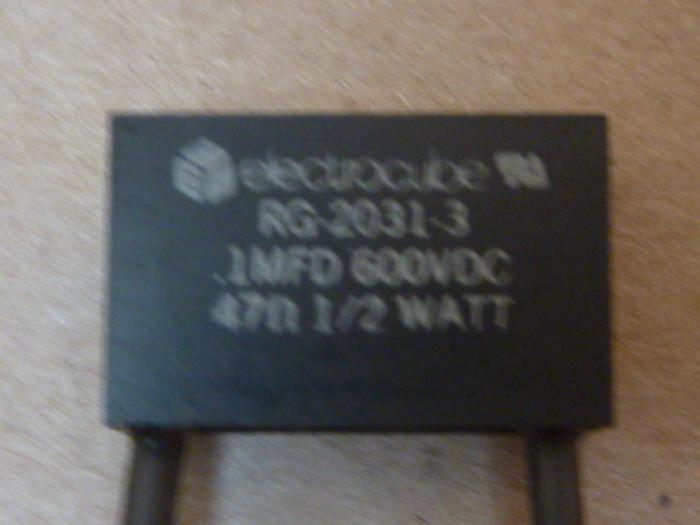 electrocube
RG-2031-3
.1MFD 600VDC
47Ω 1/2 WATT